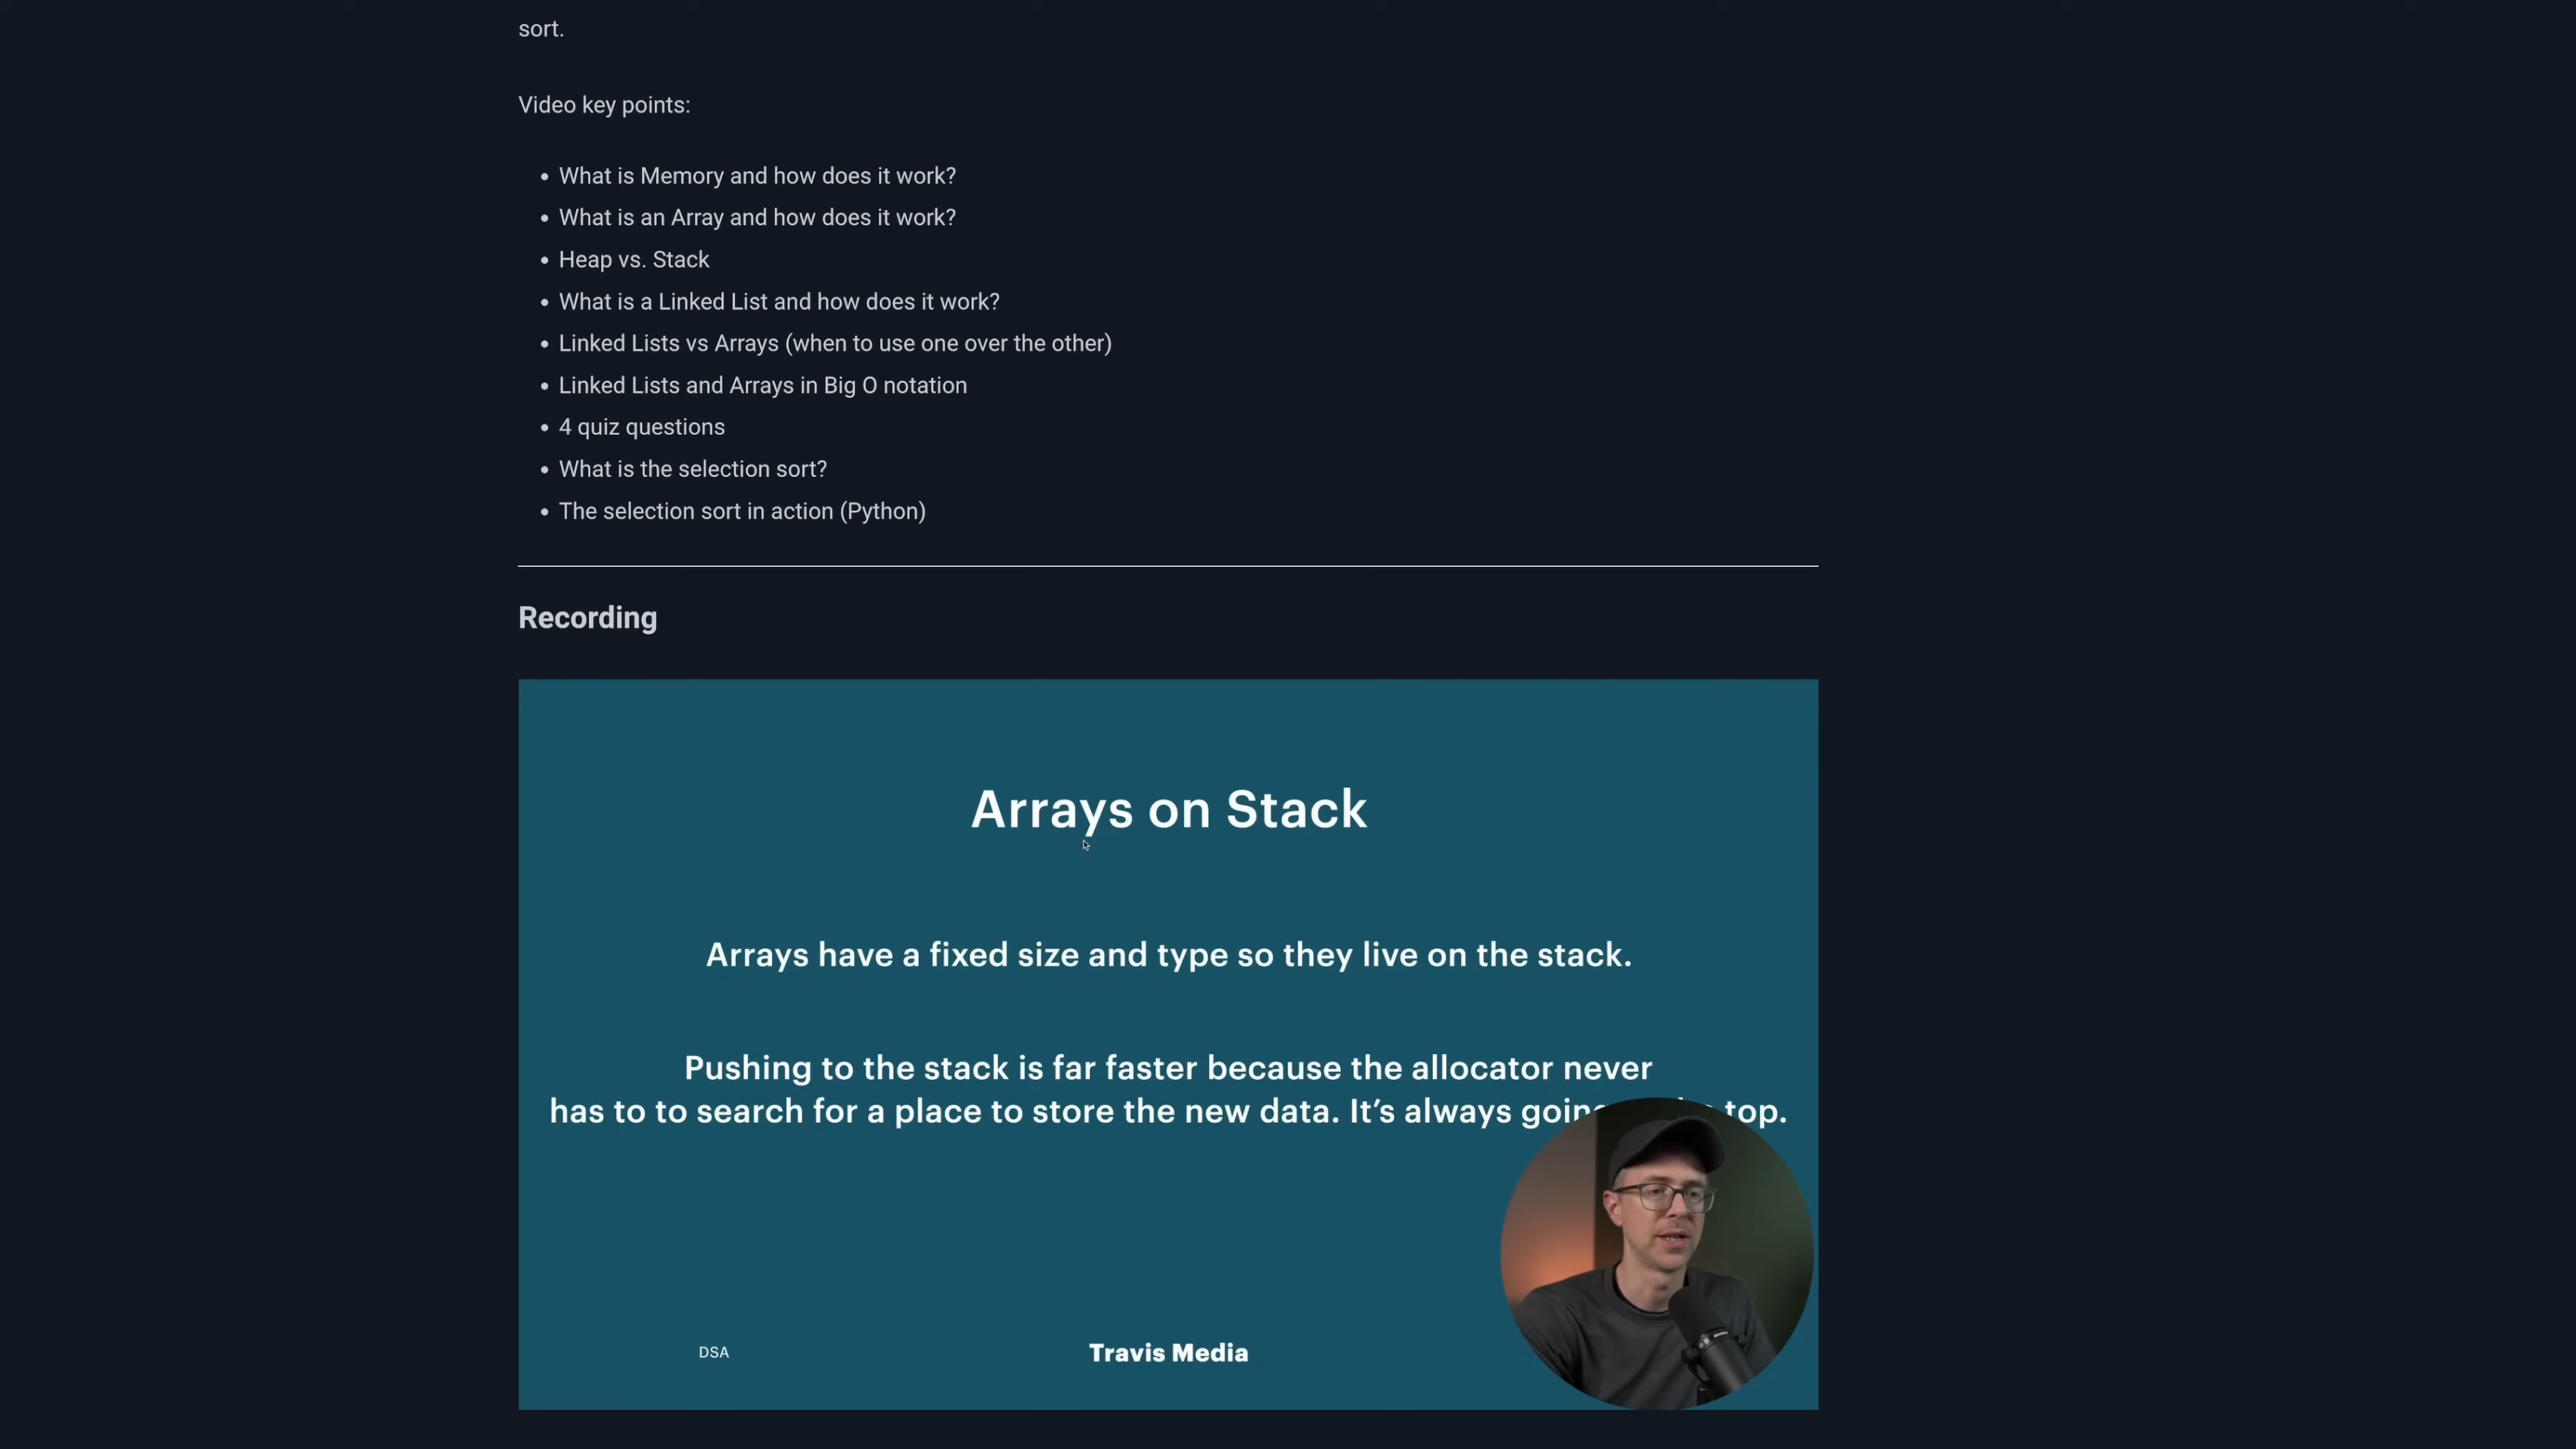 sort.
Video key points:
• What is Memory and how does it work?
• What is an Array and how does it work?
• Heap vs. Stack
• What is a Linked List and how does it work?
• Linked Lists vs Arrays (when to use one over the other)
• Linked Lists and Arrays in Big O notation
• 4 quiz questions
• What is the selection sort?
• The selection sort in action (Python)
Recording
Arrays on Stack
Arrays have a fixed size and type so they live on the stack.
Pushing to the stack is far faster because the allocator never
has to to search for a place to store the new data. It’s always top.
DSA
Travis Media